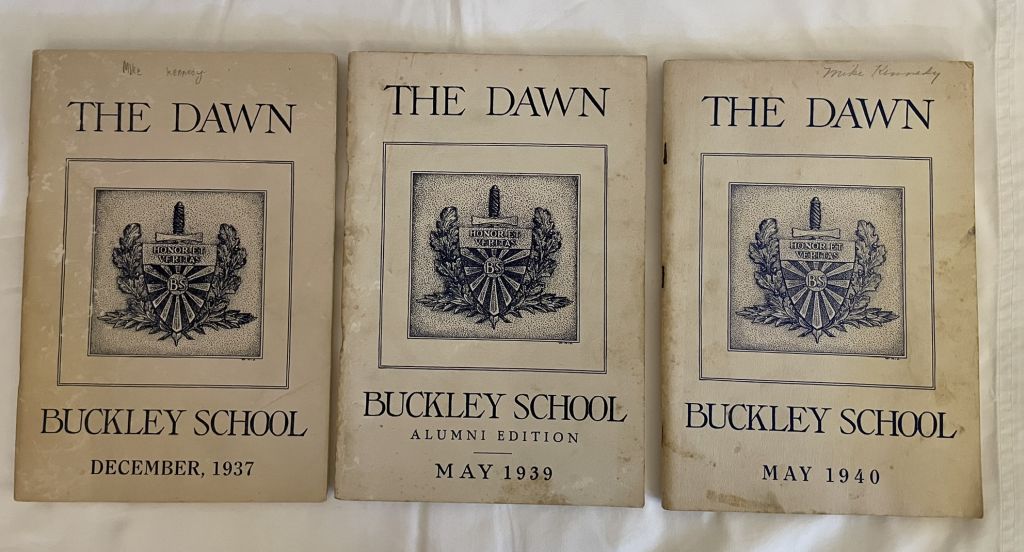 Mike Kennedy
THE DAWN
HONOR ET
VERITAS
BS
BUCKLEY SCHOOL
DECEMBER, 1937
THE DAWN
HONOR ET
VERITAS
BS
BUCKLEY SCHOOL
ALUMNI EDITION
MAY 1939
Mike Kennedy
THE DAWN
HONOR ET
VERITAS
BS
BUCKLEY SCHOOL
MAY 1940